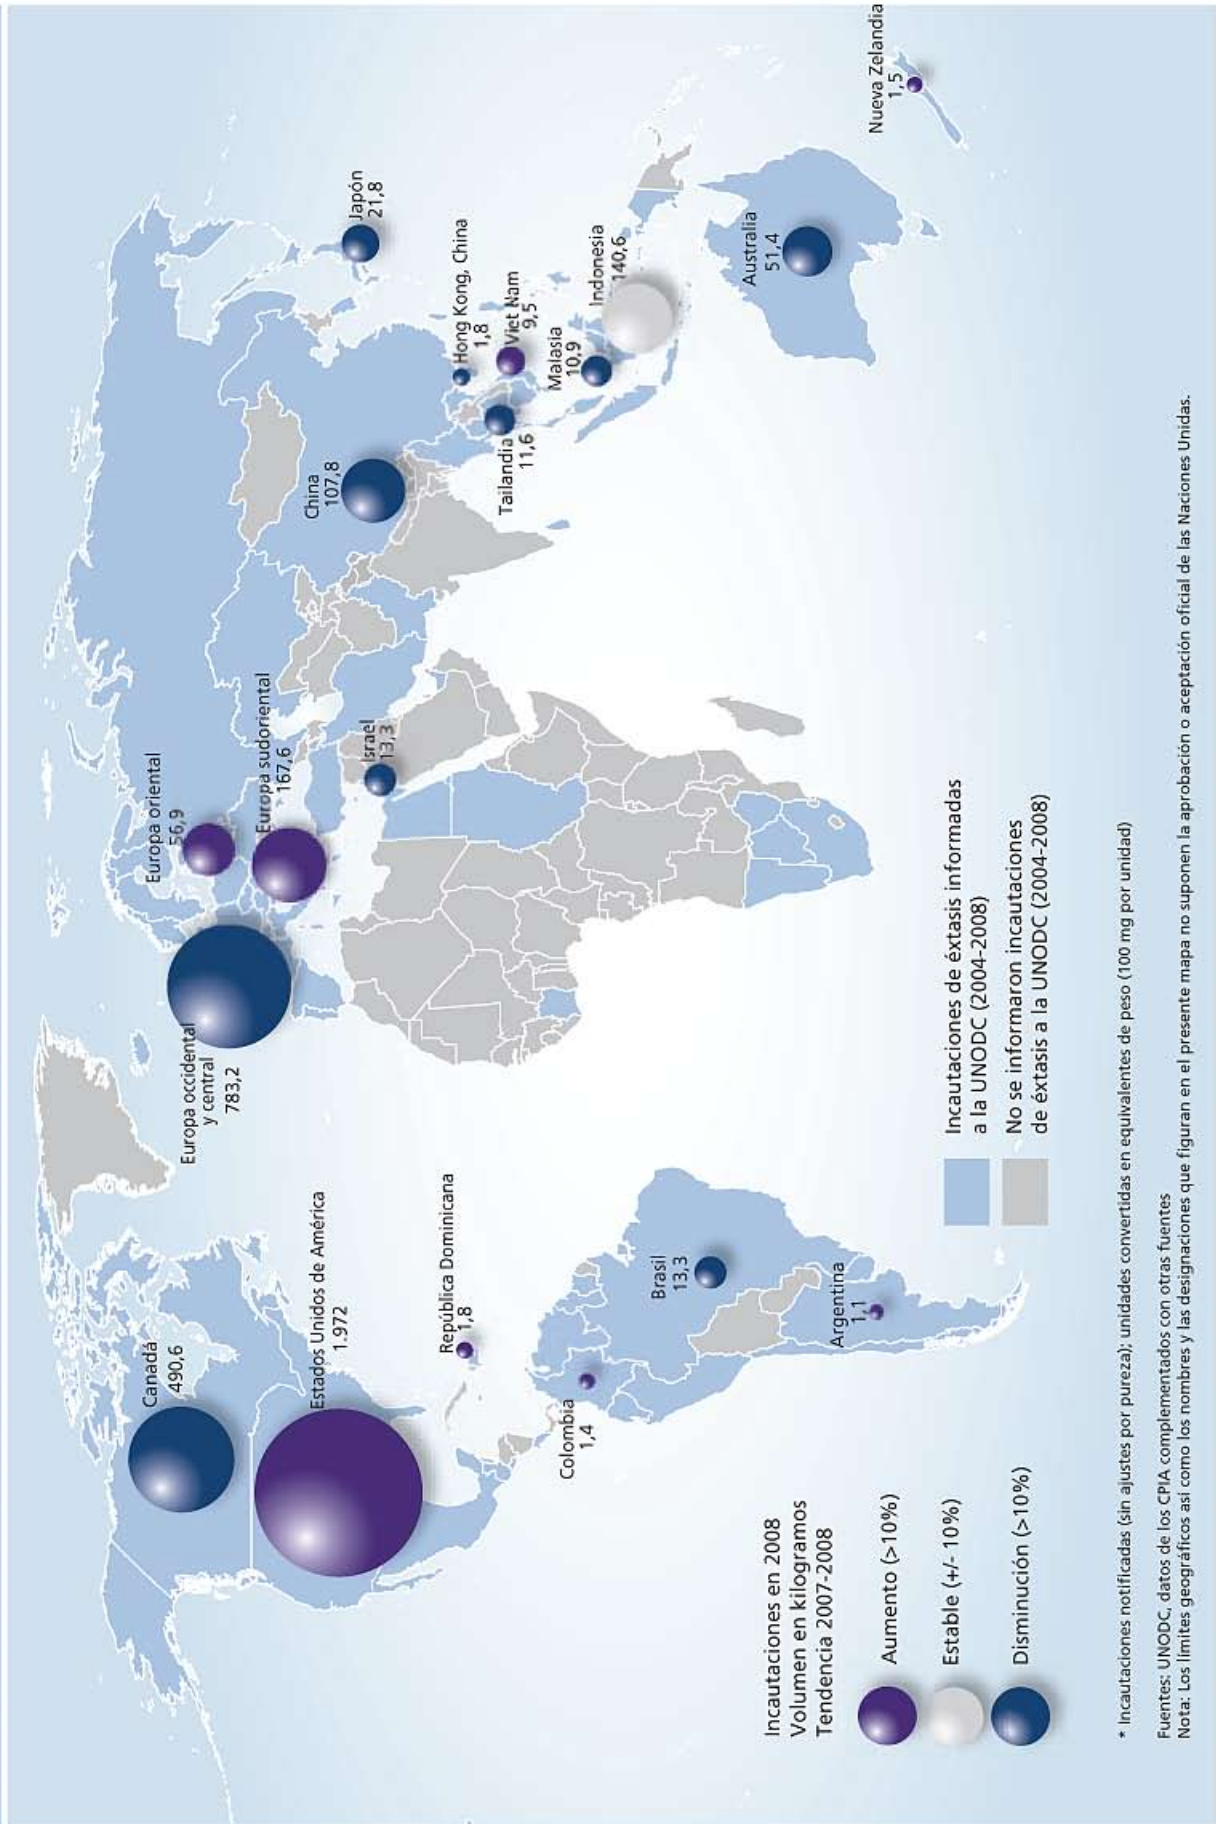 Canadá
490,6
Estados Unidos de América
1.972
República Dominicana
1,8
Colombia
1,4
Brasil
13,3
Argentina
1,1
Europa occidental
y central
783,2
Europa oriental
56,9
Europa sudoriental
167,6
Israel
13,3
China
107,8
Japón
21,8
Hong Kong, China
1,8
Viet Nam
9,5
Tailandia
11,6
Malasia
10,9
Indonesia
140,6
Australia
51,4
Nueva Zelandia
1,5
Incautaciones en 2008
Volumen en kilogramos
Tendencia 2007-2008
Aumento (>10%)
Estable (+/- 10%)
Disminución (>10%)
Incautaciones de éxtasis informadas
a la UNODC (2004-2008)
No se informaron incautaciones
de éxtasis a la UNODC (2004-2008)
* Incautaciones notificadas (sin ajustes por pureza); unidades convertidas en equivalentes de peso (100 mg por unidad)
Fuentes: UNODC, datos de los CPIA complementados con otras fuentes
Nota: Los límites geográficos así como los nombres y las designaciones que figuran en el presente mapa no suponen la aprobación o aceptación oficial de las Naciones Unidas.